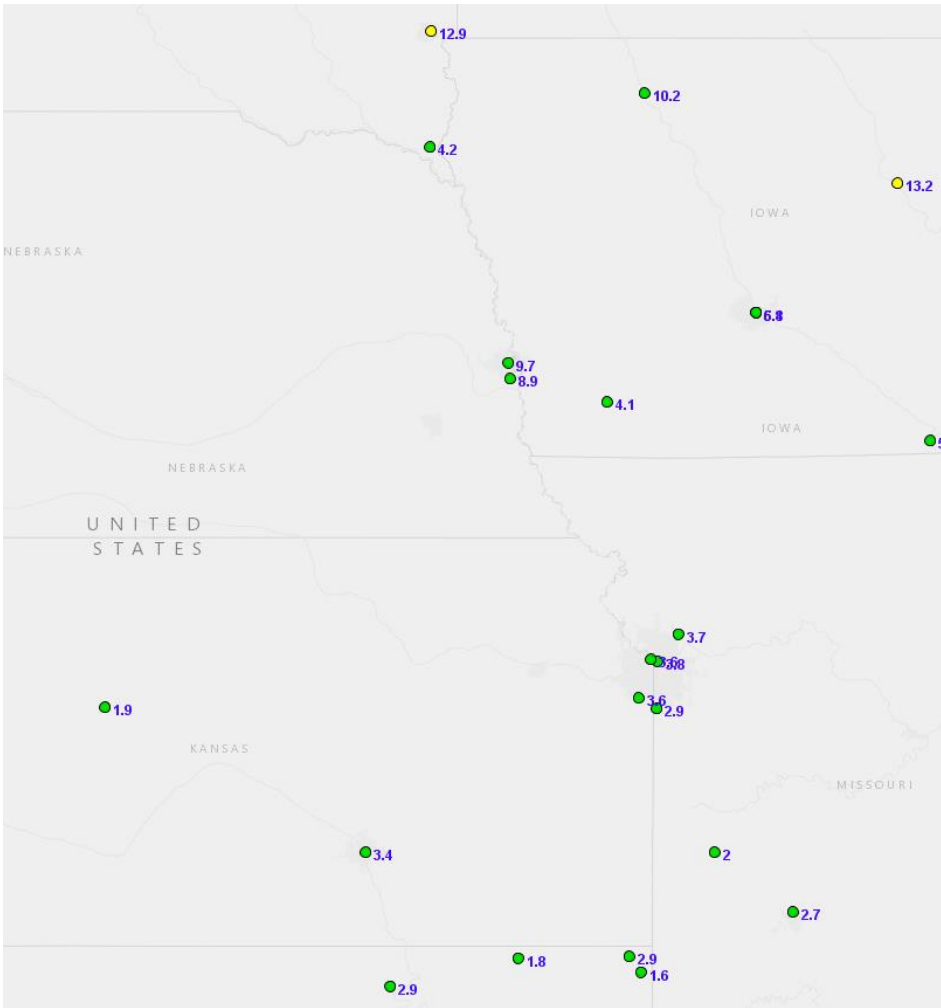 12.9
10.2
4.2
13.2
IOWA
NEBRASKA
9.7
8.9
4.1
IOWA
NEBRASKA
UNITED
STATES
3.7
3.8
3.6
2.9
1.9
KANSAS
MISSOURI
3.4
2
2.7
2.9
1.8
1.6
2.9